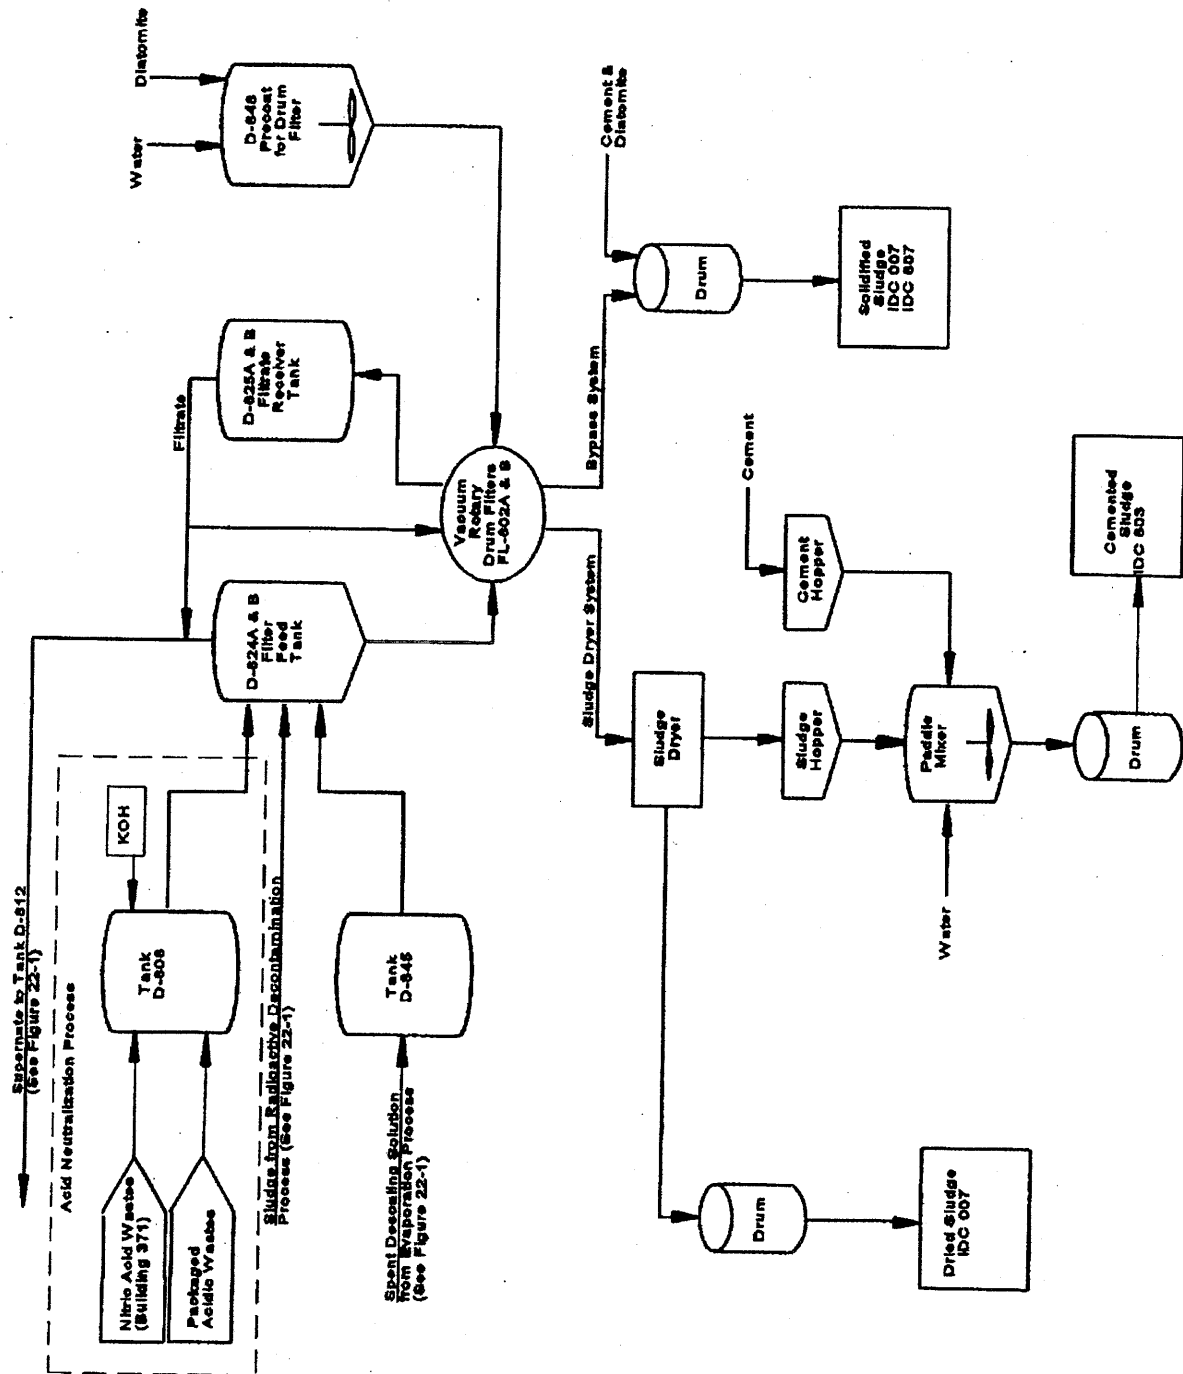 Supernate to Tank D-812
(See Figure 22-1)
Acid Neutralization Process
Nitric Acid Wastes
(Building 371)
Packaged
Acidic Wastes
Tank
D-808
KOH
Sludge from Radioactive Decontamination
Process (See Figure 22-1)
Spent Descaling Solution
from Evaporation Process
(See Figure 22-1)
Tank
D-845
D-824A & B
Filter
Feed
Tank
Filtrate
D-825A & B
Filtrate
Receiver
Tank
Water
Diatomite
D-848
Precoat
for Drum
Filter
Vacuum
Rotary
Drum Filters
FL-802A & B
Sludge Dryer System
Bypass System
Cement &
Diatomite
Drum
Solidified
Sludge
IDC 007
IDC 807
Sludge
Dryer
Drum
Dried Sludge
IDC 007
Sludge
Hopper
Cement
Cement
Hopper
Water
Paddle
Mixer
Drum
Cemented
Sludge
IDC 803